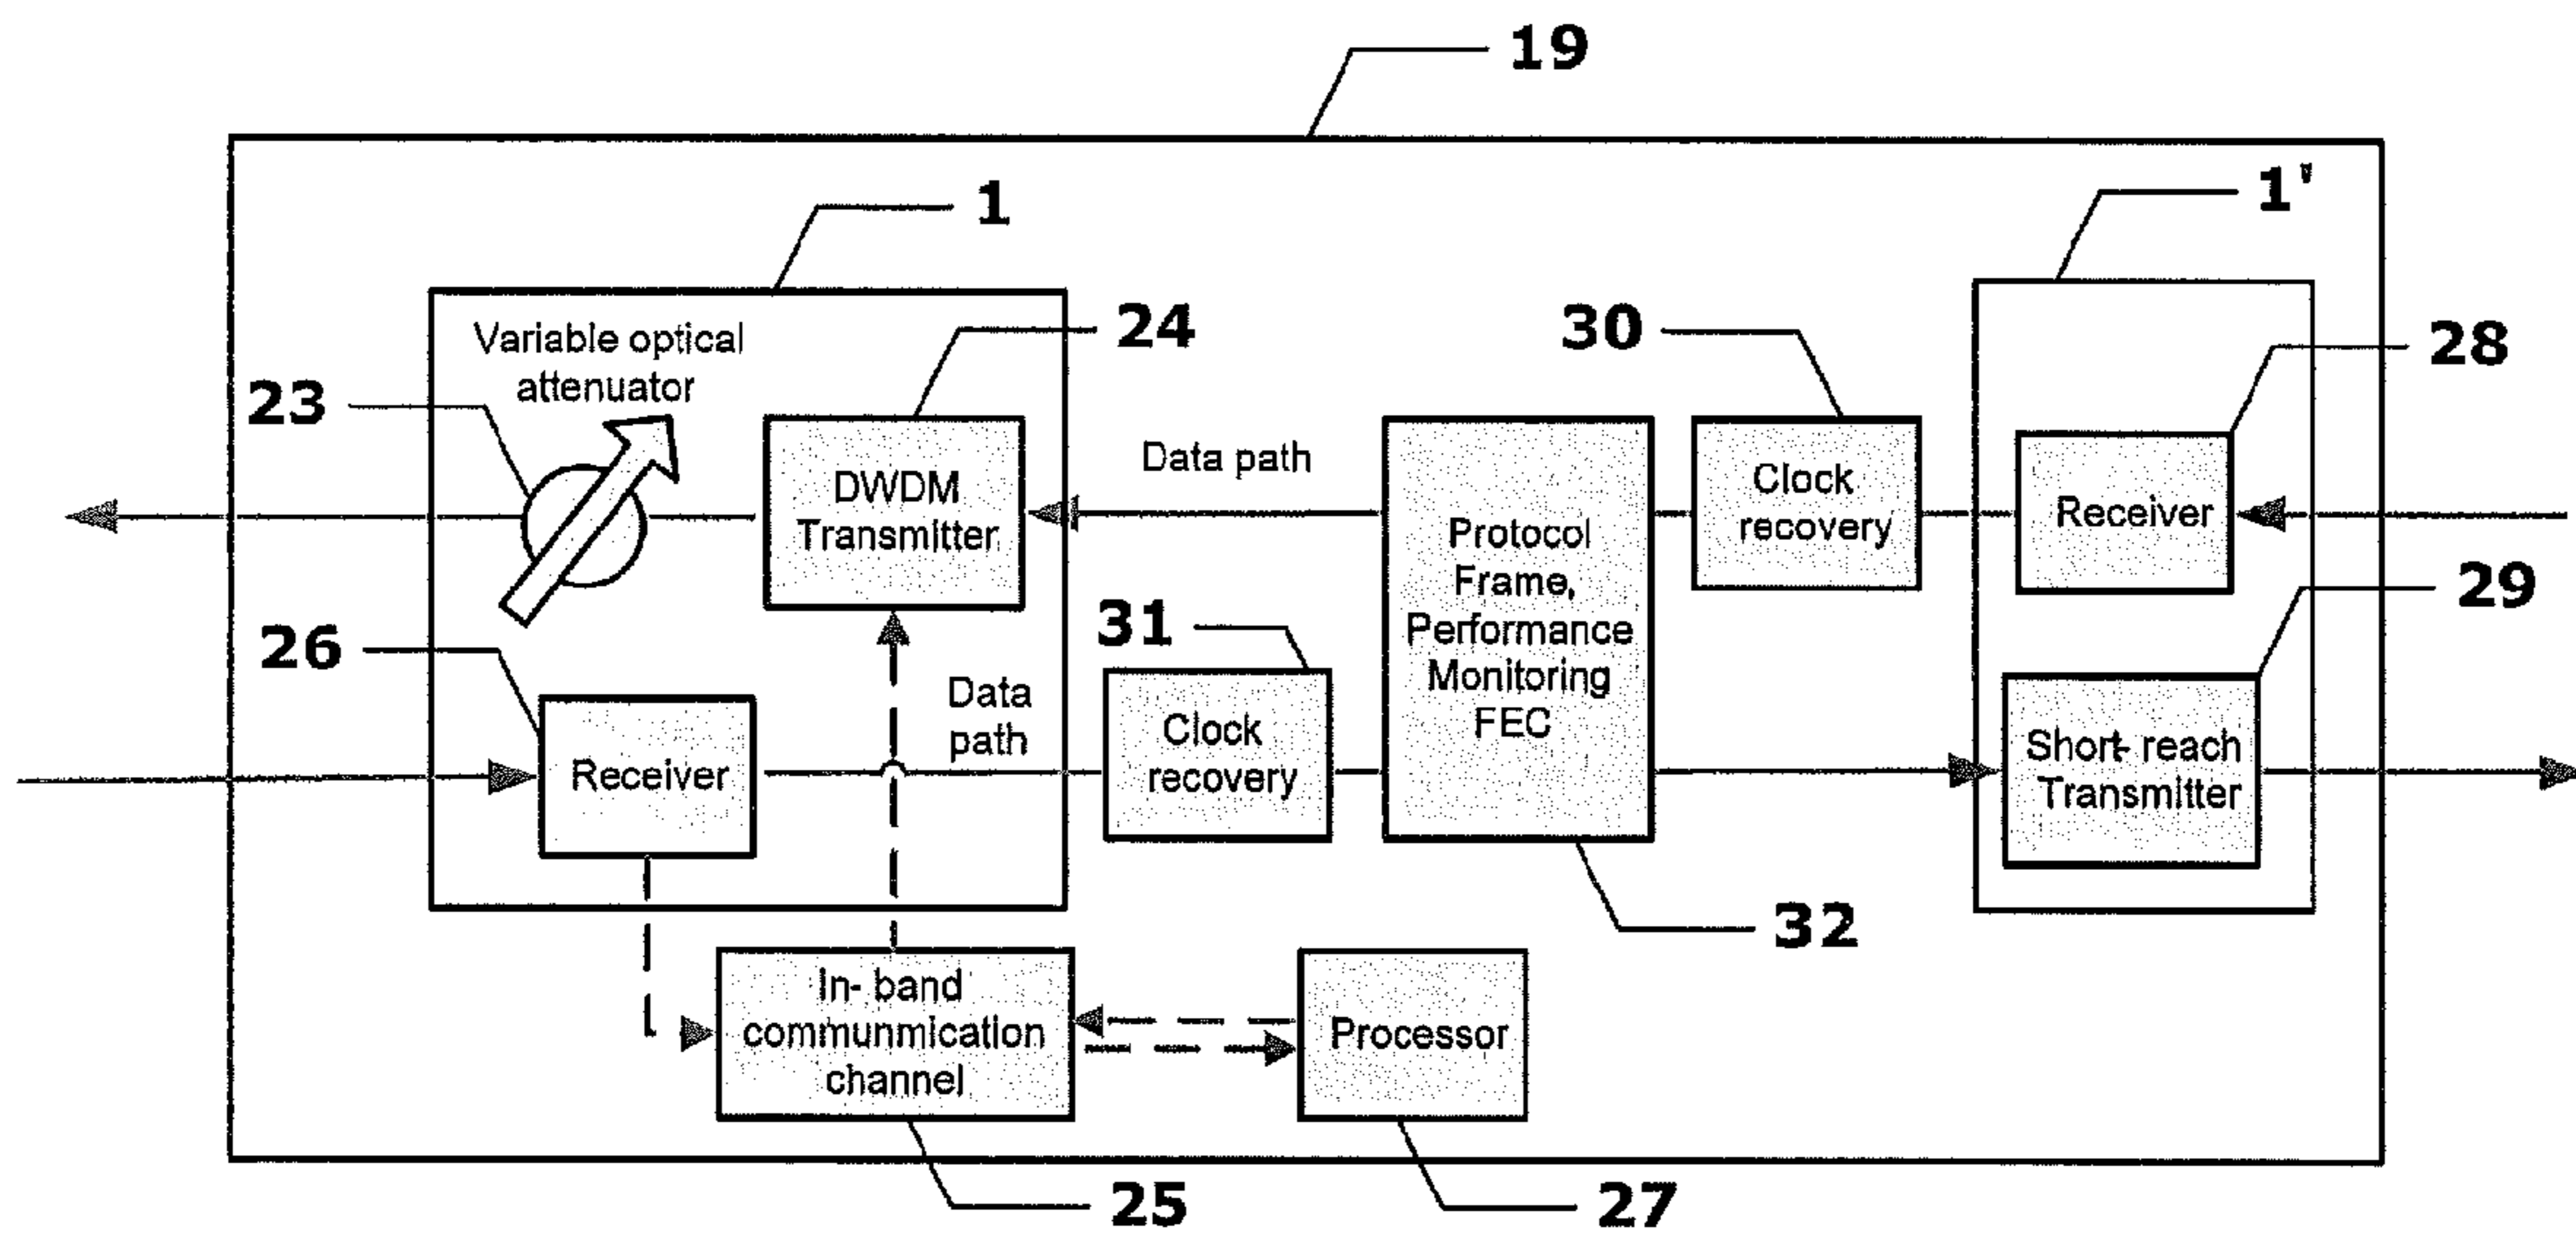 19
1
1'
Variable optical
attenuator
24
30
28
23
DWDM
Transmitter
Data path
Clock
recovery
Receiver
Protocol
Frame,
Performance
Monitoring
FEC
29
31
26
Data
path
Receiver
Clock
recovery
Short- reach
Transmitter
32
In- band
communmication
channel
Processor
25
27